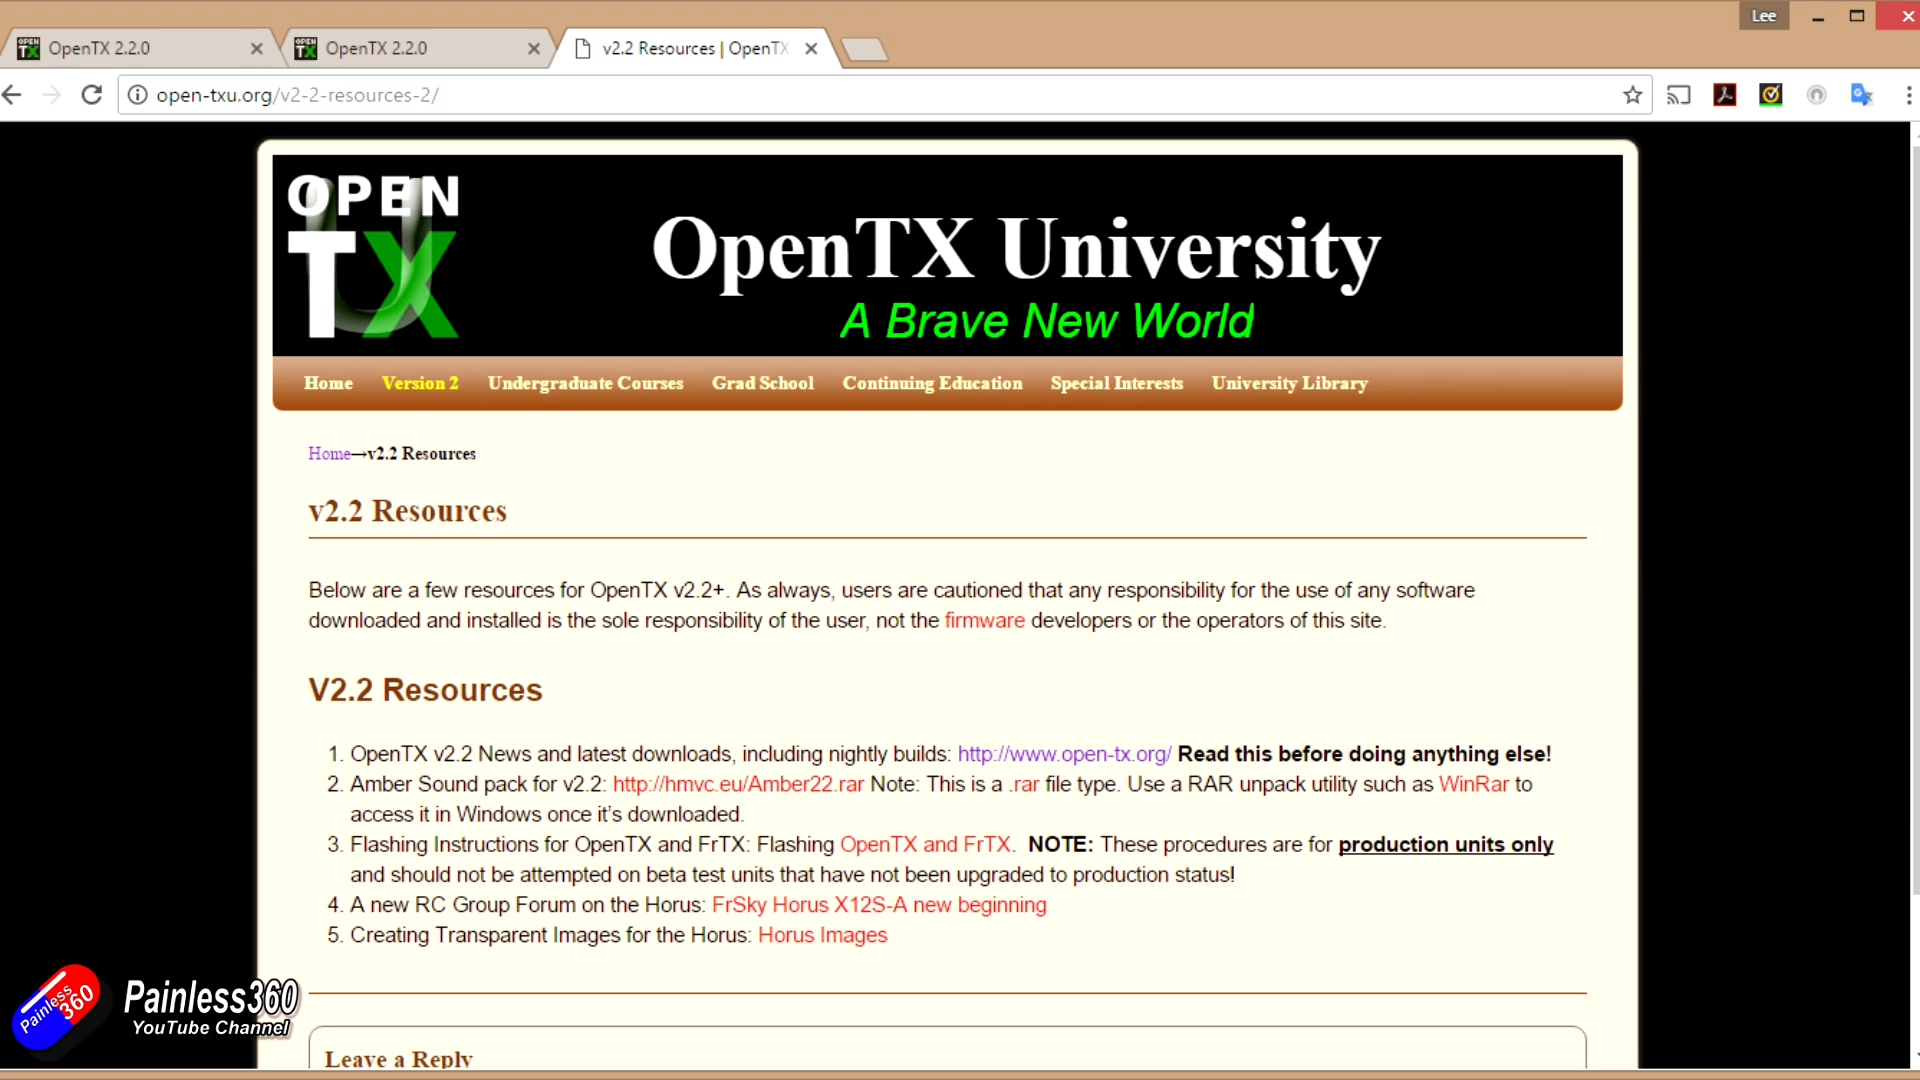 Lee
OpenTX 2.2.0
OpenTX 2.2.0
v2.2 Resources | OpenTX
open-txu.org/v2-2-resources-2/
OPEN
TX
OpenTX University
A Brave New World
Home Version 2 Undergraduate Courses Grad School Continuing Education Special Interests University Library
Home→v2.2 Resources
v2.2 Resources
Below are a few resources for OpenTX v2.2+. As always, users are cautioned that any responsibility for the use of any software
downloaded and installed is the sole responsibility of the user, not the firmware developers or the operators of this site.
V2.2 Resources
1. OpenTX v2.2 News and latest downloads, including nightly builds: http://www.open-tx.org/ Read this before doing anything else!
2. Amber Sound pack for v2.2: http://hmvc.eu/Amber22.rar Note: This is a .rar file type. Use a RAR unpack utility such as WinRar to
access it in Windows once it's downloaded.
3. Flashing Instructions for OpenTX and FrTX: Flashing OpenTX and FrTX. NOTE: These procedures are for production units only
and should not be attempted on beta test units that have not been upgraded to production status!
4. A new RC Group Forum on the Horus: FrSky Horus X12S-A new beginning
5. Creating Transparent Images for the Horus: Horus Images
Painless
360
Painless360
YouTube Channel
Leave a Reply